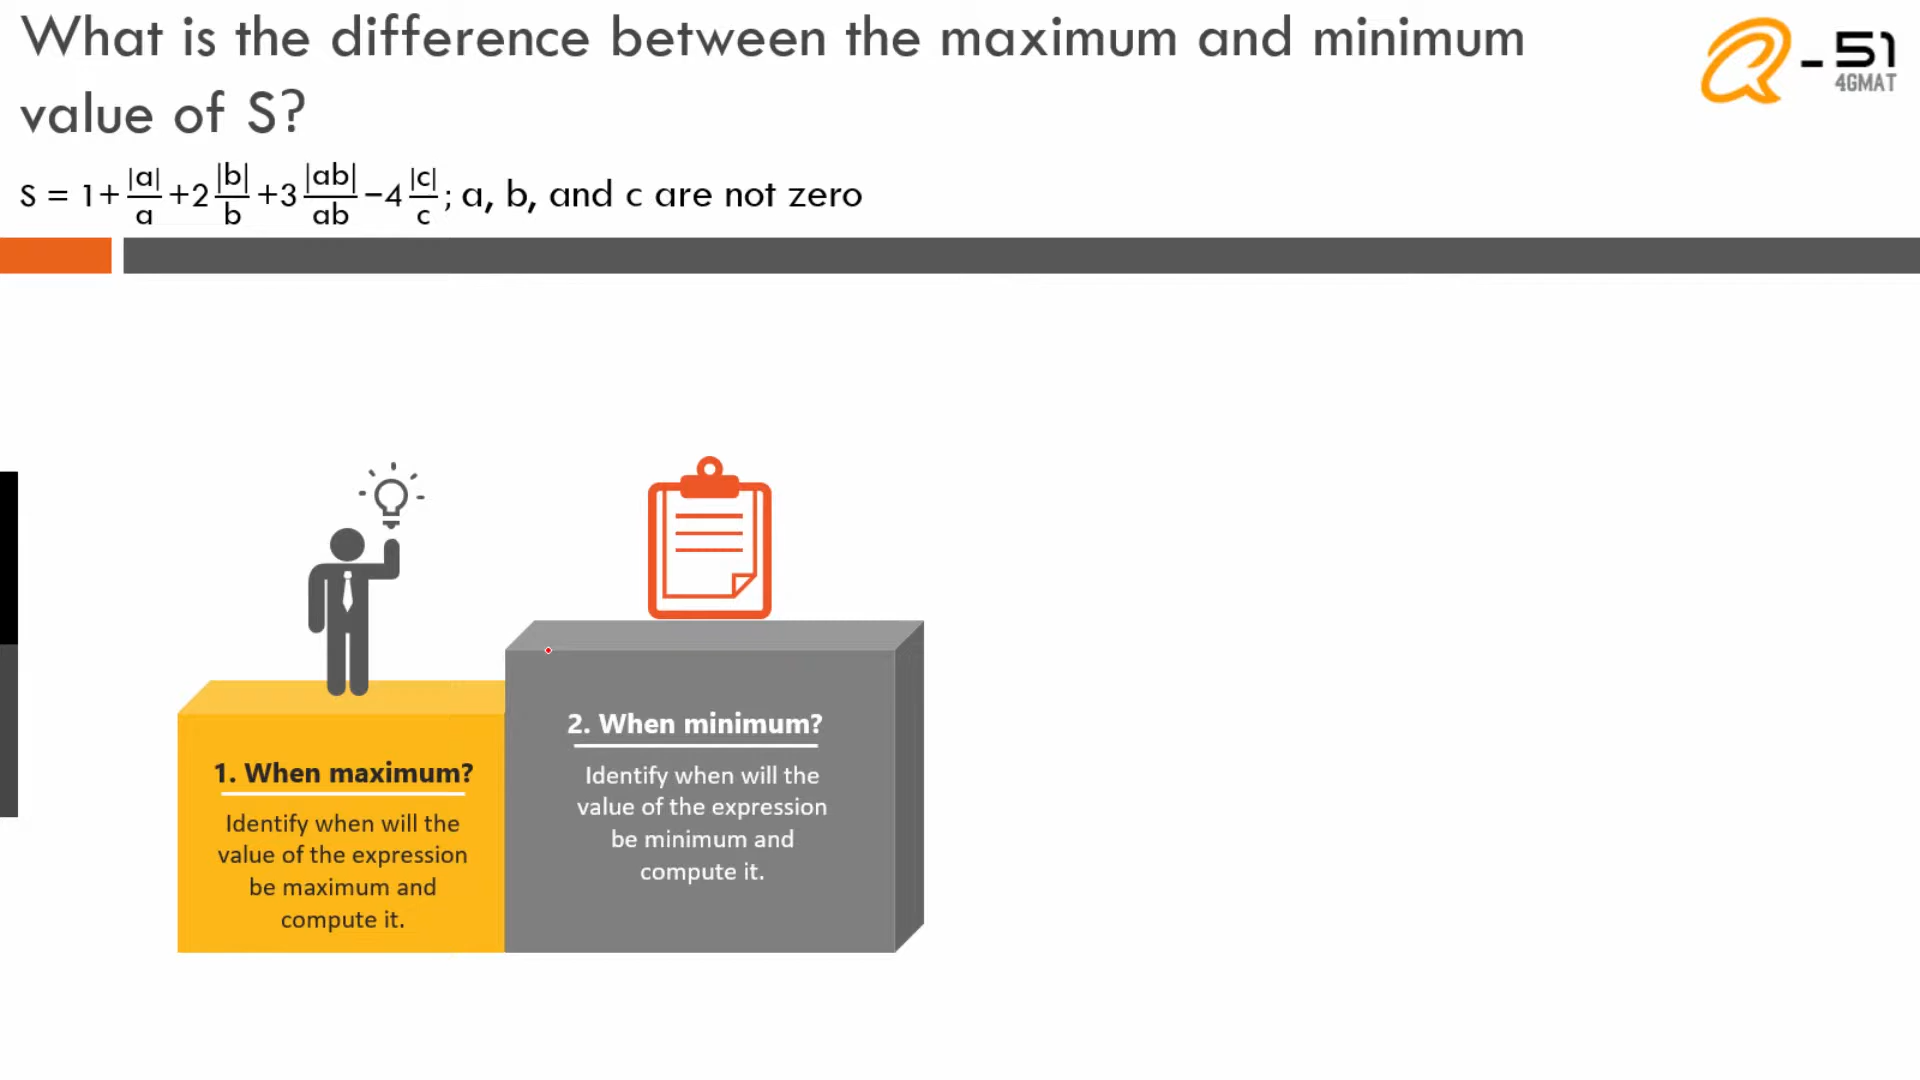 What is the difference between the maximum and minimum
value of S?
S = 1+|a|/a+2|b|/b+3|ab|/ab−4|c|/c; a, b, and c are not zero
Q-51
4GMAT
1. When maximum?
Identify when will the
value of the expression
be maximum and
compute it.
2. When minimum?
Identify when will the
value of the expression
be minimum and
compute it.